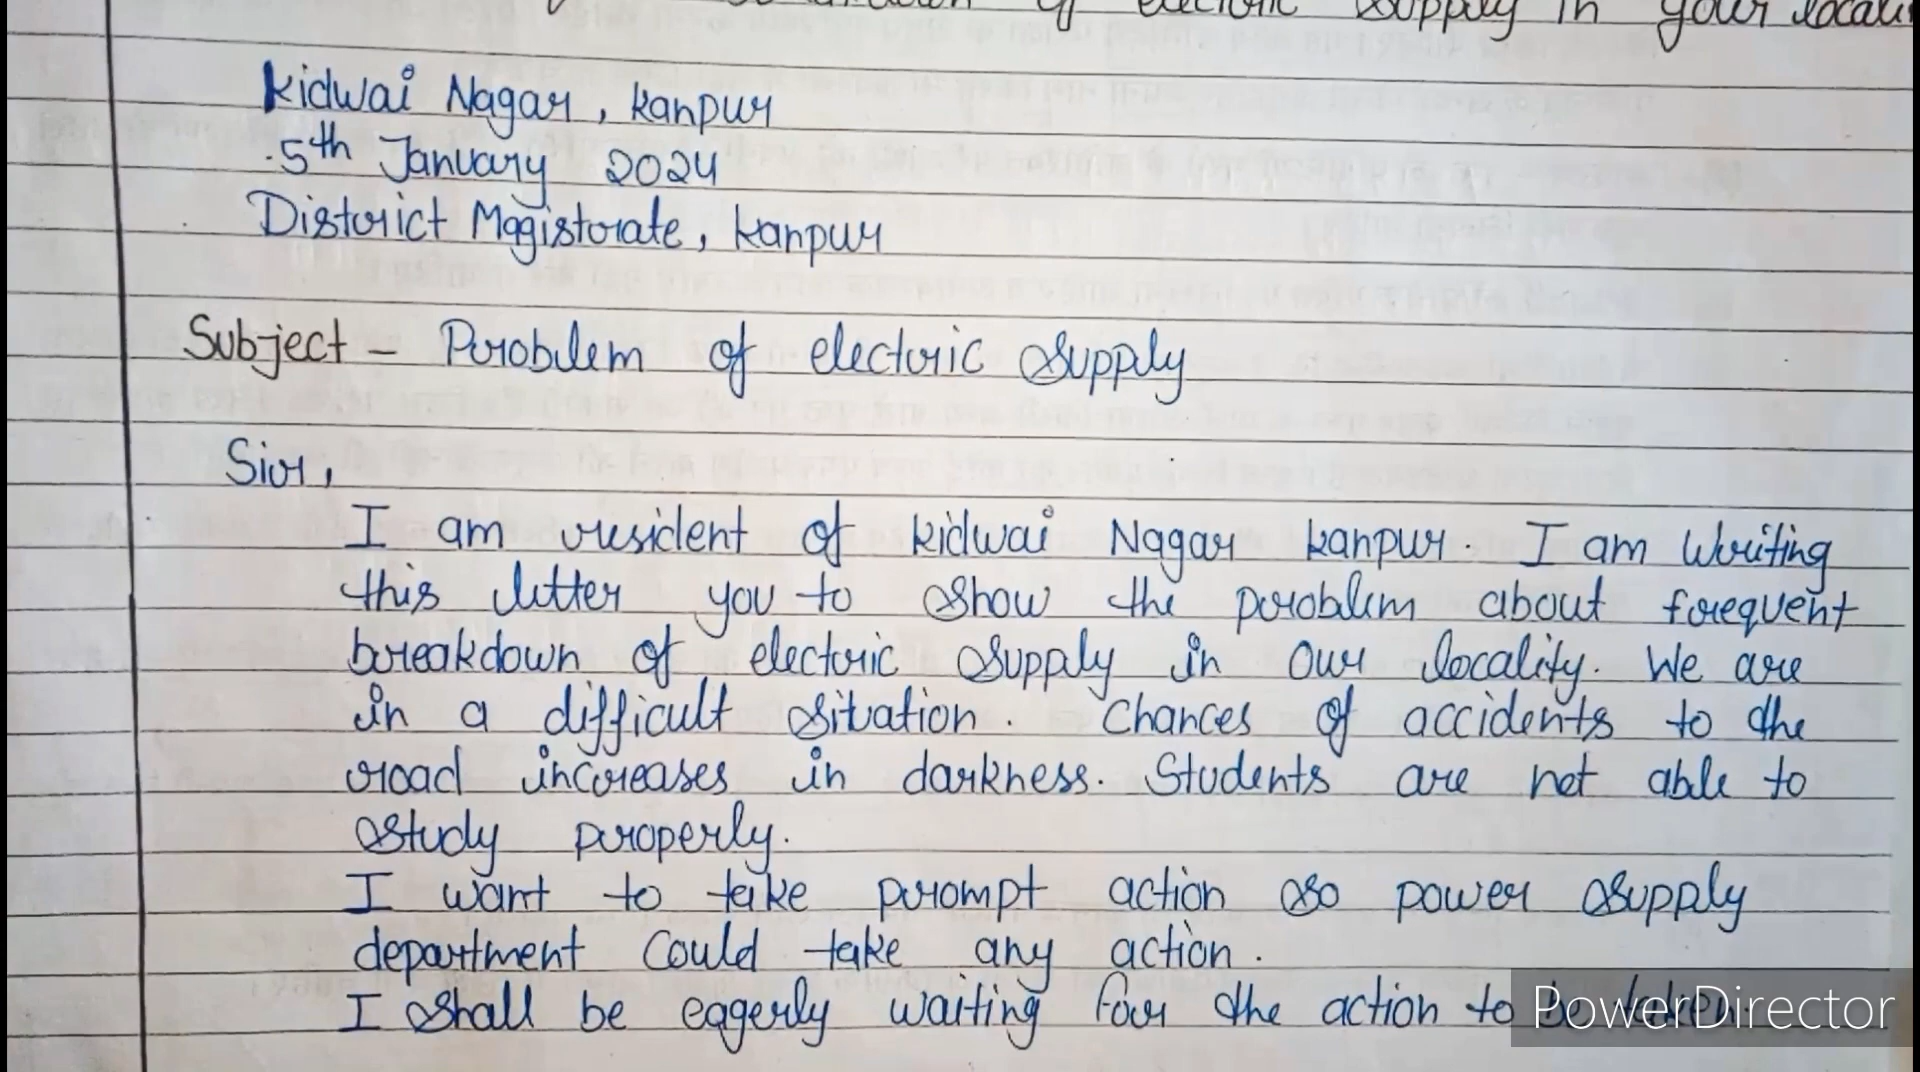 of electric supply in your
Kidwai Nagar, Kanpur
5th January 2024
District Magistrate, Kanpur
Subject - Problem of electric supply
Sir,
I am resident of Kidwai Nagar Kanpur. I am writing
this letter you to show the problem about frequent
breakdown of electric supply in our locality. We are
in a difficult situation. Chances of accidents to the
road increases in darkness. Students are not able to
study properly.
I want to take prompt action so power supply
department could take any action.
I shall be eagerly waiting for the action to be taken.
PowerDirector